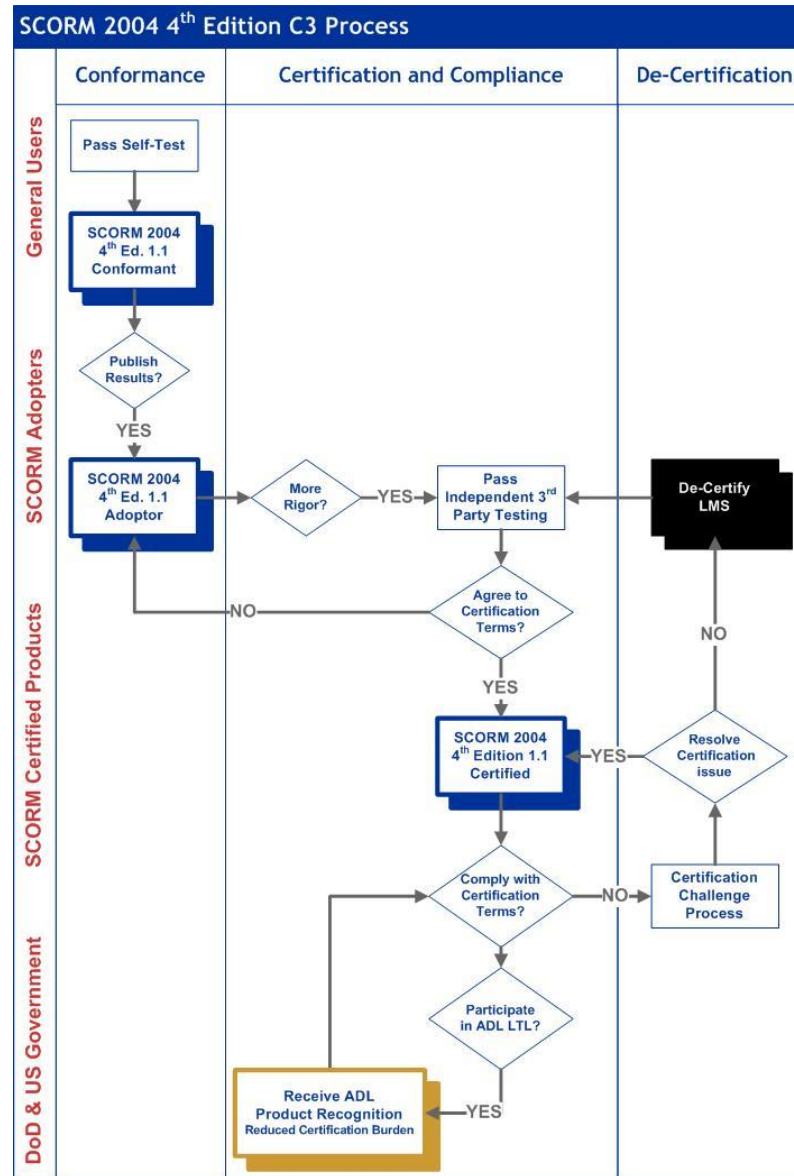 SCORM 2004 4th Edition C3 Process
Conformance
Certification and Compliance
De-Certification
General Users
Pass Self-Test
SCORM 2004
4th Ed. 1.1
Conformant
SCORM Adopters
Publish
Results?
YES
SCORM 2004
4th Ed. 1.1
Adoptor
More
Rigor?
YES
Pass
Independent 3rd
Party Testing
De-Certify
LMS
Agree to
Certification
Terms?
NO
NO
YES
SCORM Certified Products
SCORM 2004
4th Edition 1.1
Certified
YES
Resolve
Certification
issue
Comply with
Certification
Terms?
NO
Certification
Challenge
Process
DoD & US Government
Participate
in ADL LTL?
Receive ADL
Product Recognition
Reduced Certification Burden
YES